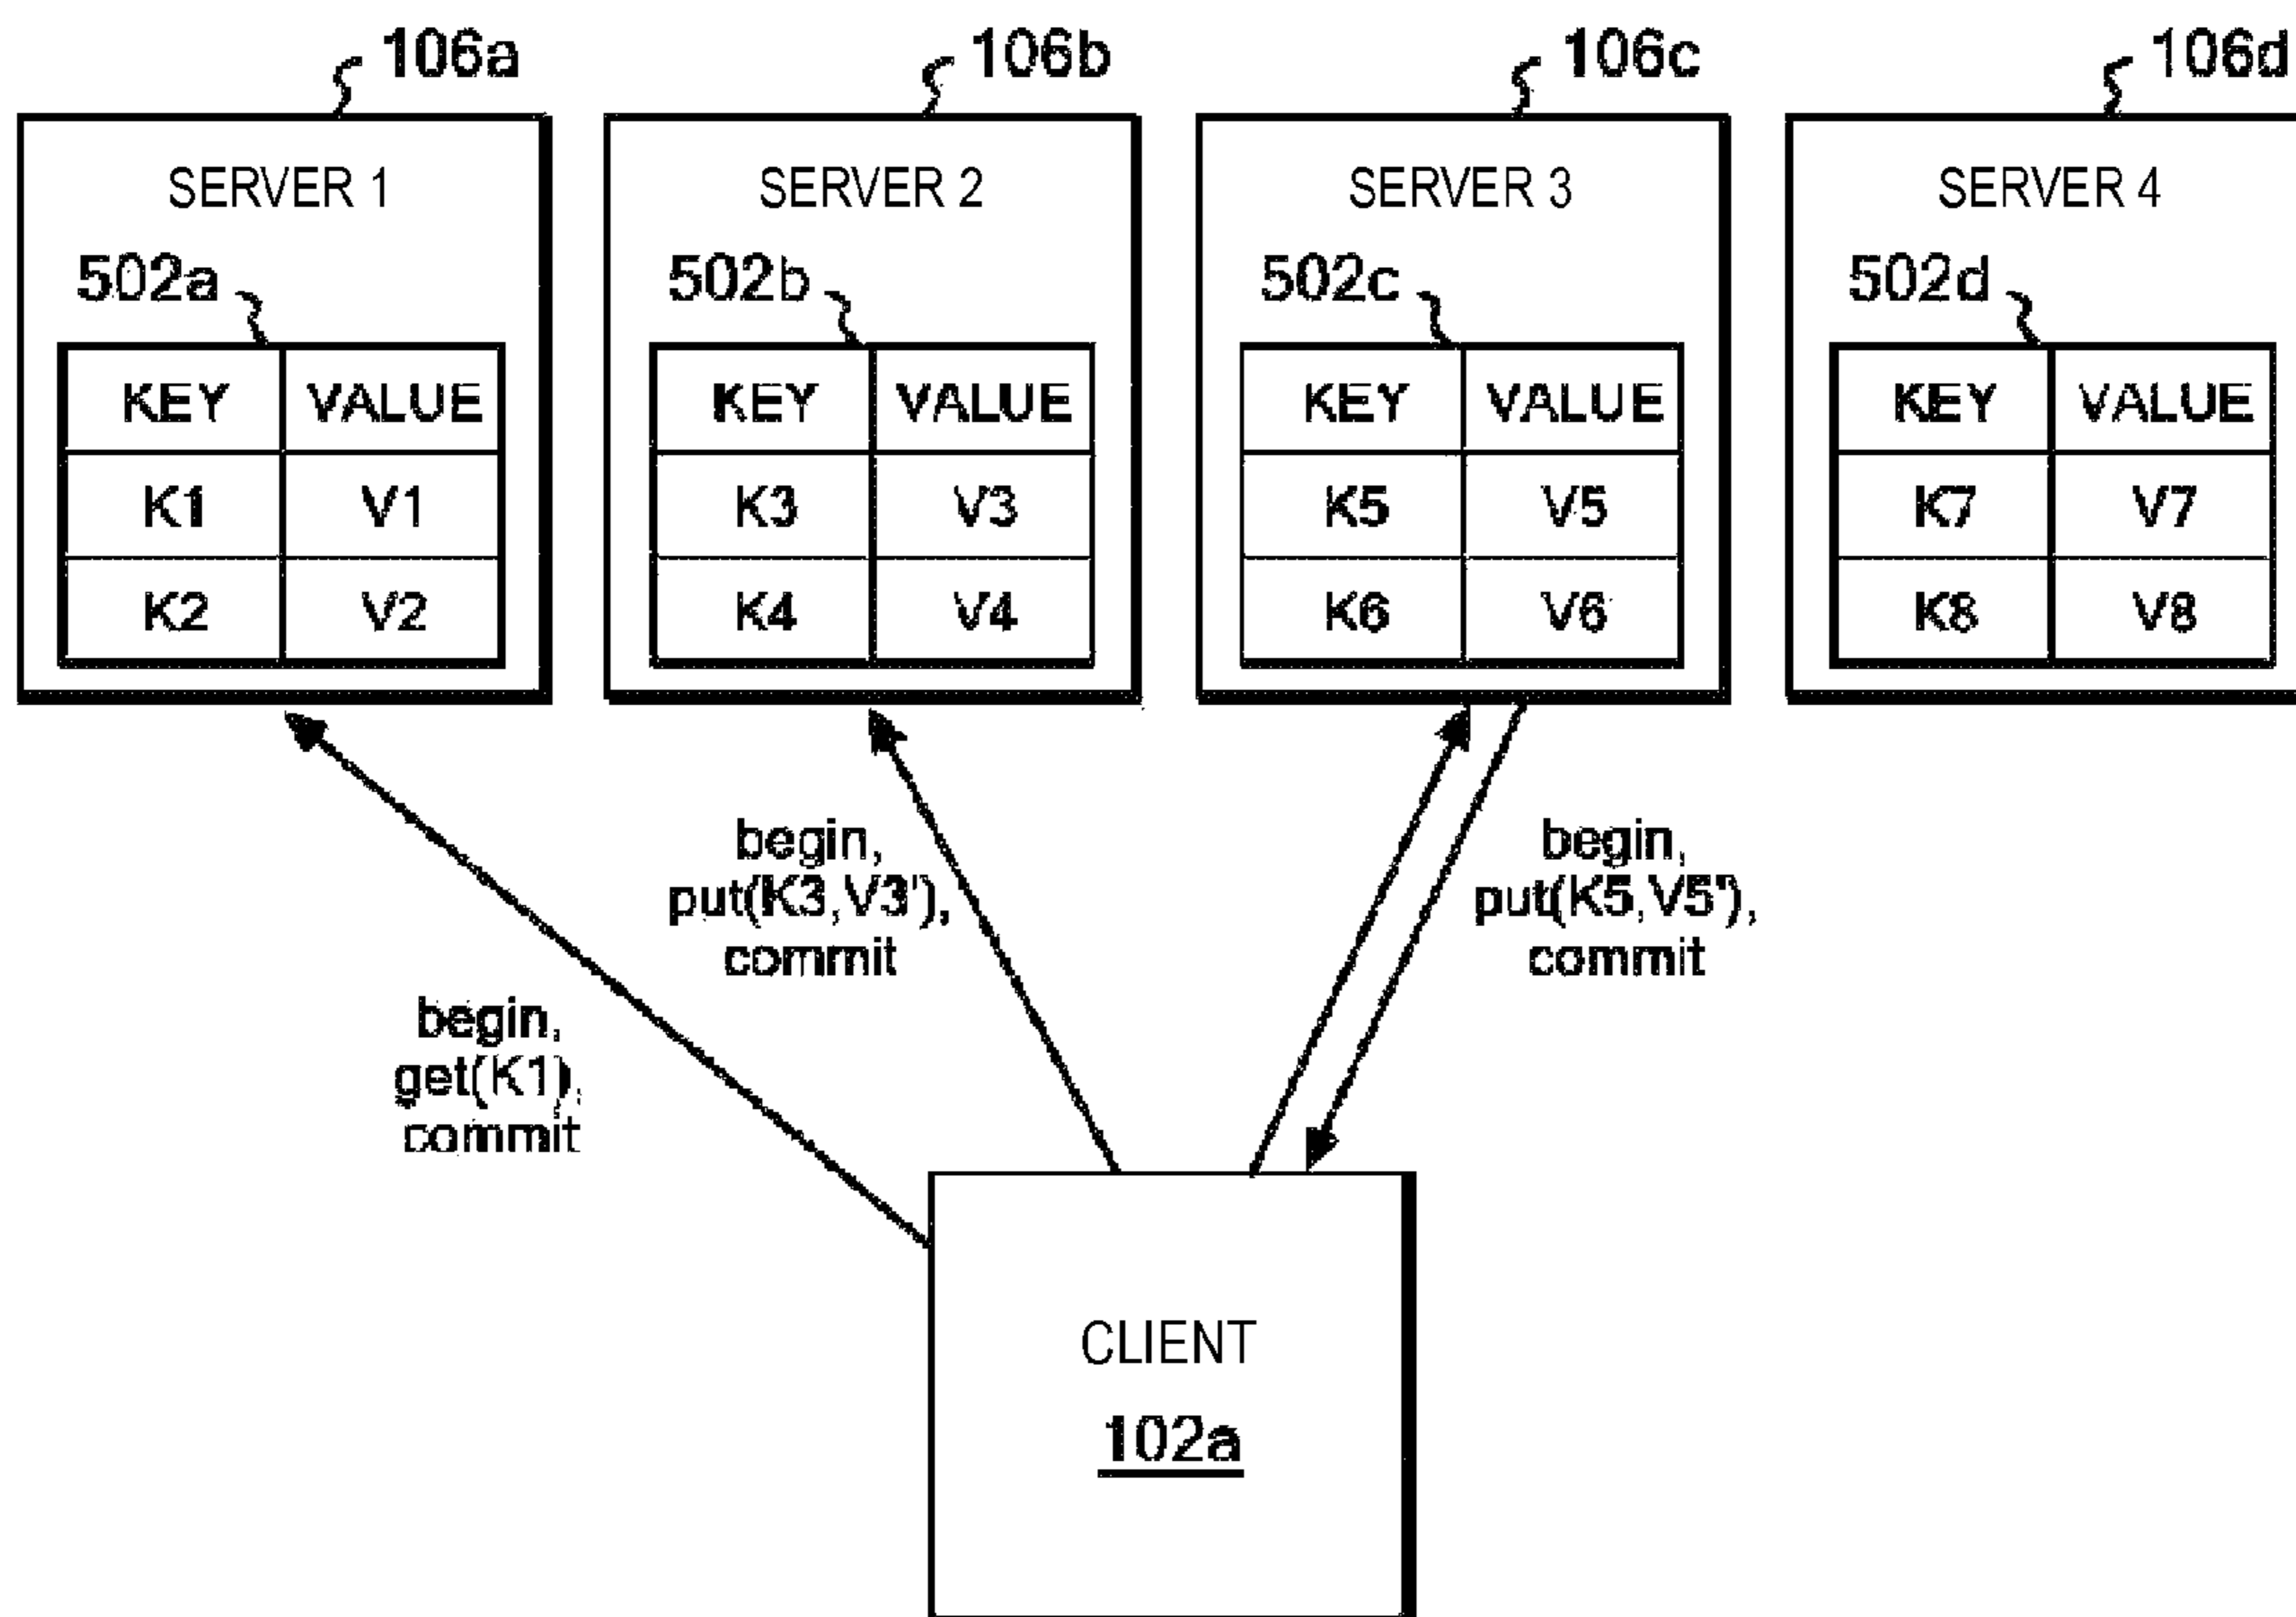 106a 106b 106c 106d
SERVER 1 SERVER 2 SERVER 3 SERVER 4
502a 502b 502c 502d
KEY VALUE KEY VALUE KEY VALUE KEY VALUE
K1 V1 K3 V3 K5 V5 K7 V7
K2 V2 K4 V4 K6 V6 K8 V8
begin,
put(K3,V3'),
commit
begin,
put(K5,V5'),
commit
begin,
get(K1),
commit
CLIENT
102a